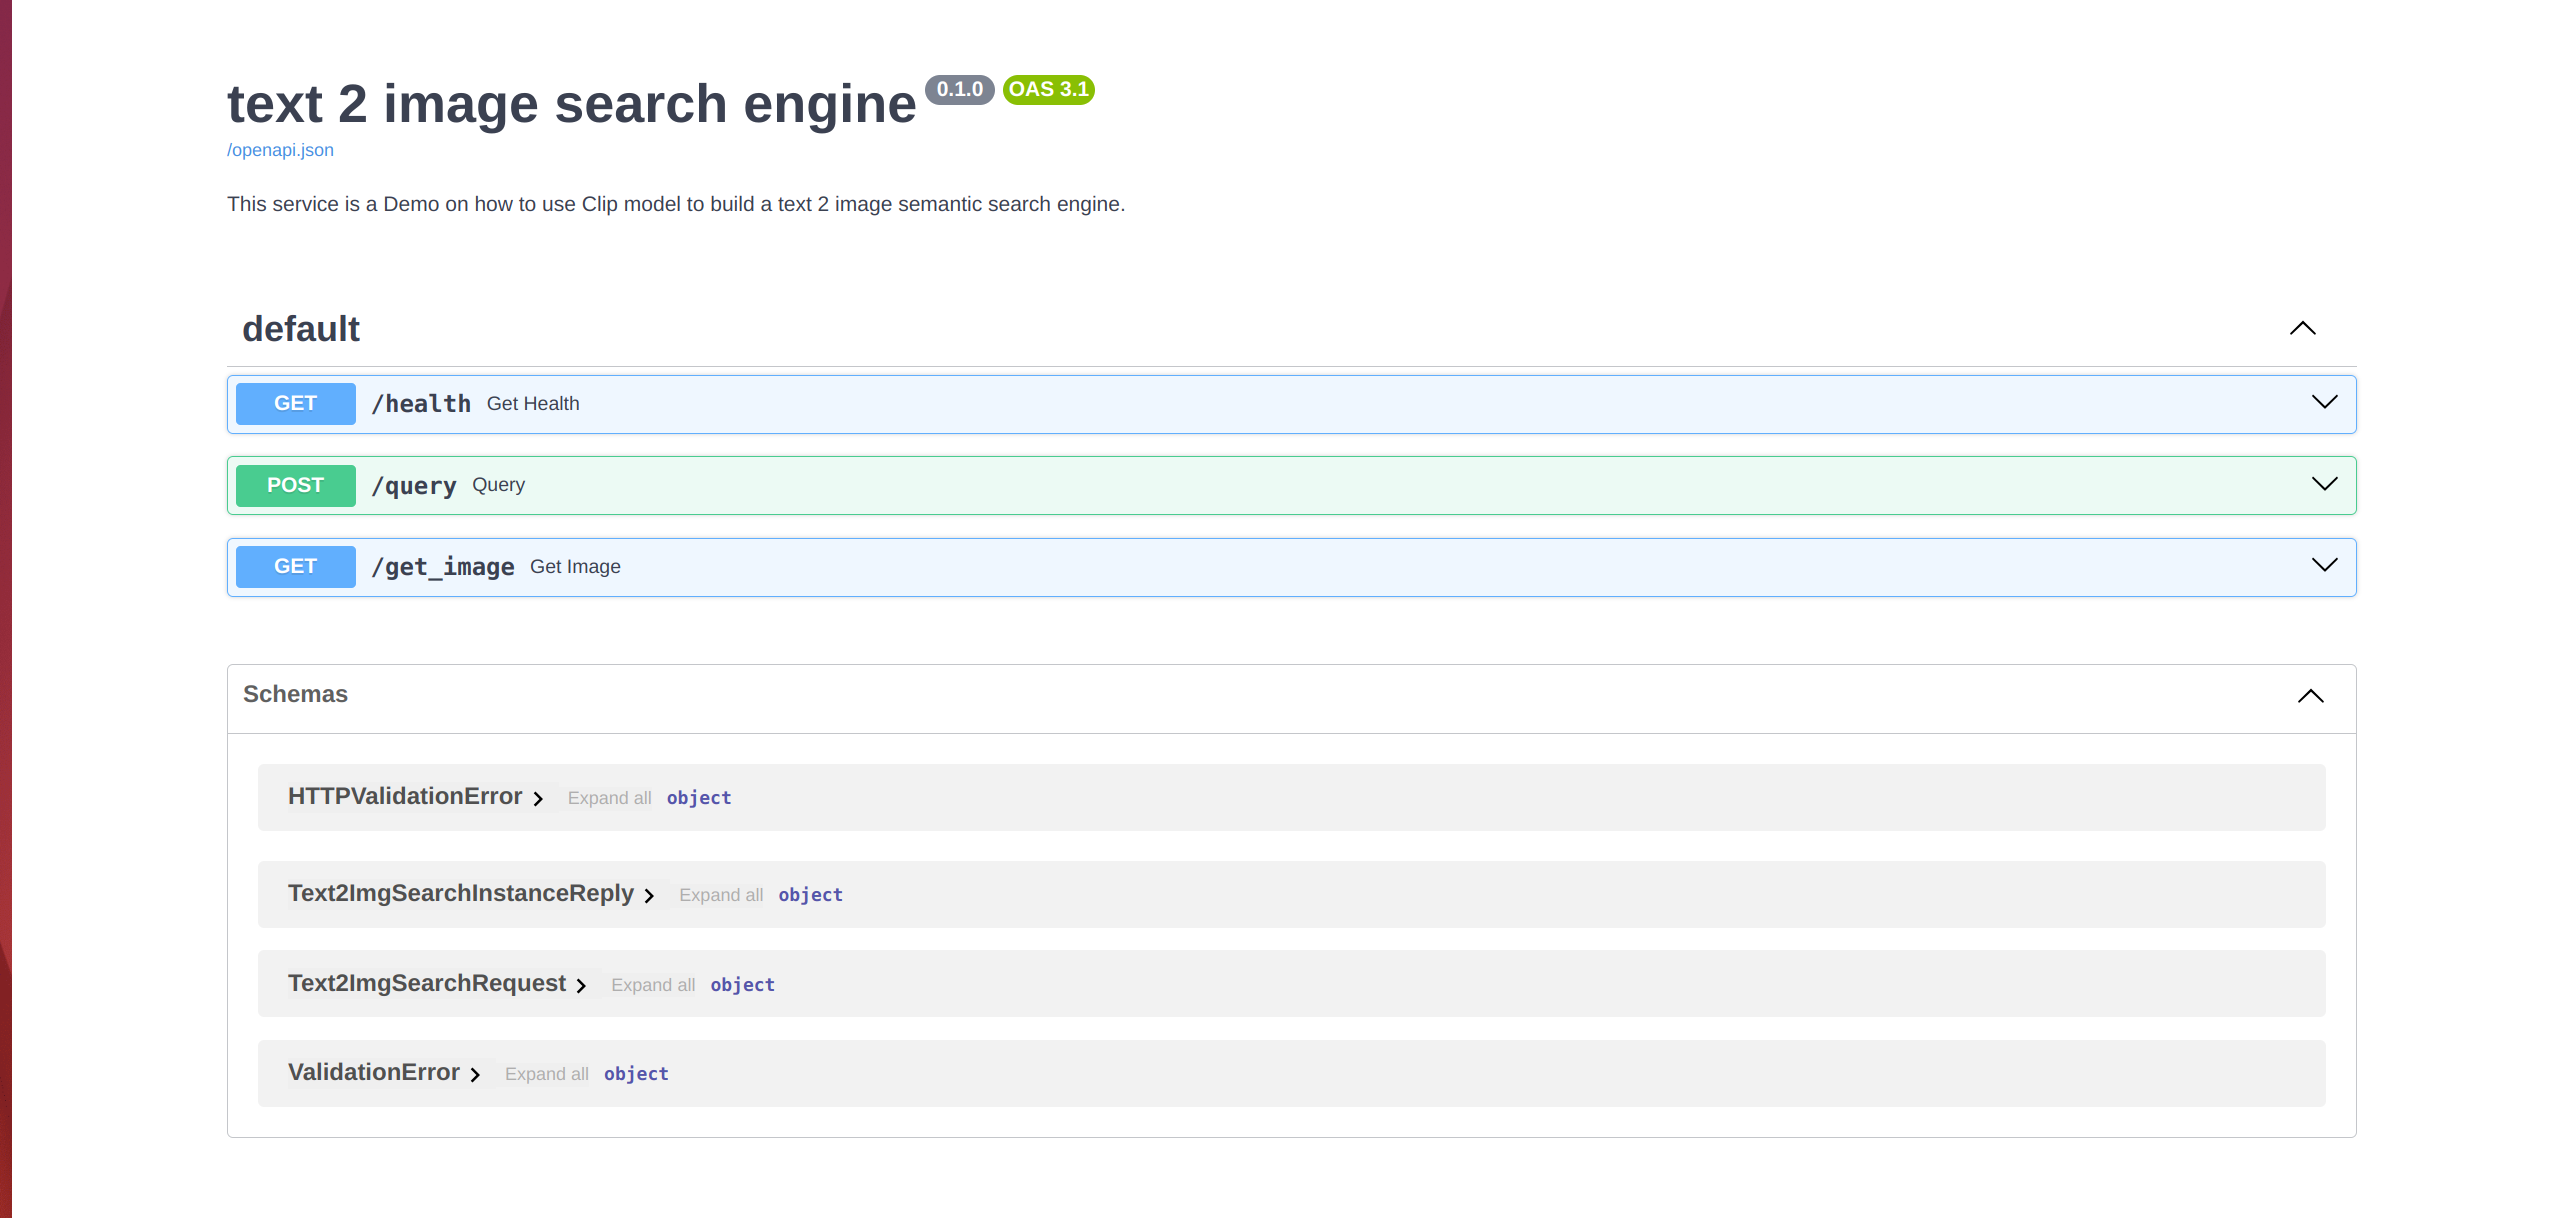 text 2 image search engine 0.1.0 OAS 3.1
/openapi.json
This service is a Demo on how to use Clip model to build a text 2 image semantic search engine.
default
GET /health Get Health
POST /query Query
GET /get_image Get Image
Schemas
HTTPValidationError Expand all object
Text2ImgSearchInstanceReply Expand all object
Text2ImgSearchRequest Expand all object
ValidationError Expand all object